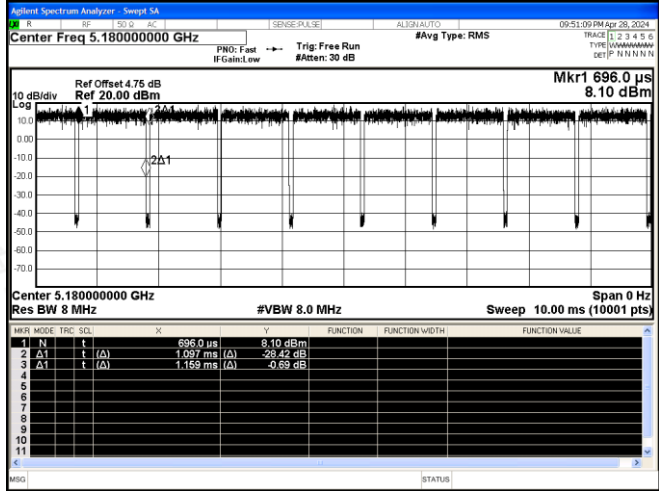 Agilent Spectrum Analyzer - Swept SA
R RF 50 Ω AC SENSE:PULSE ALIGN AUTO 09:51:09 PM Apr 28, 2024
Center Freq 5.180000000 GHz #Avg Type: RMS TRACE 1 2 3 4 5 6
PNO: Fast Trig: Free Run TYPE WWWWWW
IFGain:Low #Atten: 30 dB DET P N N N N N
Mkr1 696.0 µs
Ref Offset 4.75 dB
10 dB/div Ref 20.00 dBm 8.10 dBm
Log
1 3Δ1
10.0
0.00
-10.0
2Δ1
-20.0
-30.0
-40.0
-50.0
-60.0
-70.0
Center 5.180000000 GHz Span 0 Hz
Res BW 8 MHz #VBW 8.0 MHz Sweep 10.00 ms (10001 pts)
MKR MODE TRC SCL X Y FUNCTION FUNCTION WIDTH FUNCTION VALUE
1 N t 696.0 µs 8.10 dBm
2 Δ1 t (Δ) 1.097 ms (Δ) -28.42 dB
3 Δ1 t (Δ) 1.159 ms (Δ) -0.69 dB
4
5
6
7
8
9
10
11
MSG STATUS